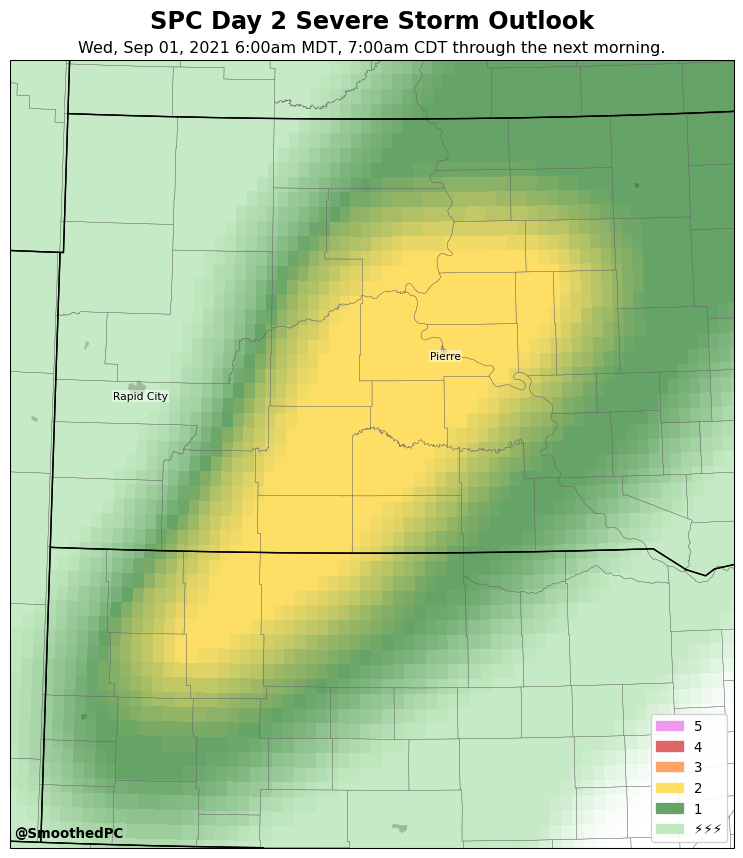 SPC Day 2 Severe Storm Outlook
Wed, Sep 01, 2021 6:00am MDT, 7:00am CDT through the next morning.
Pierre
Rapid City
5
4
3
2
1
⚡⚡⚡
@SmoothedPC